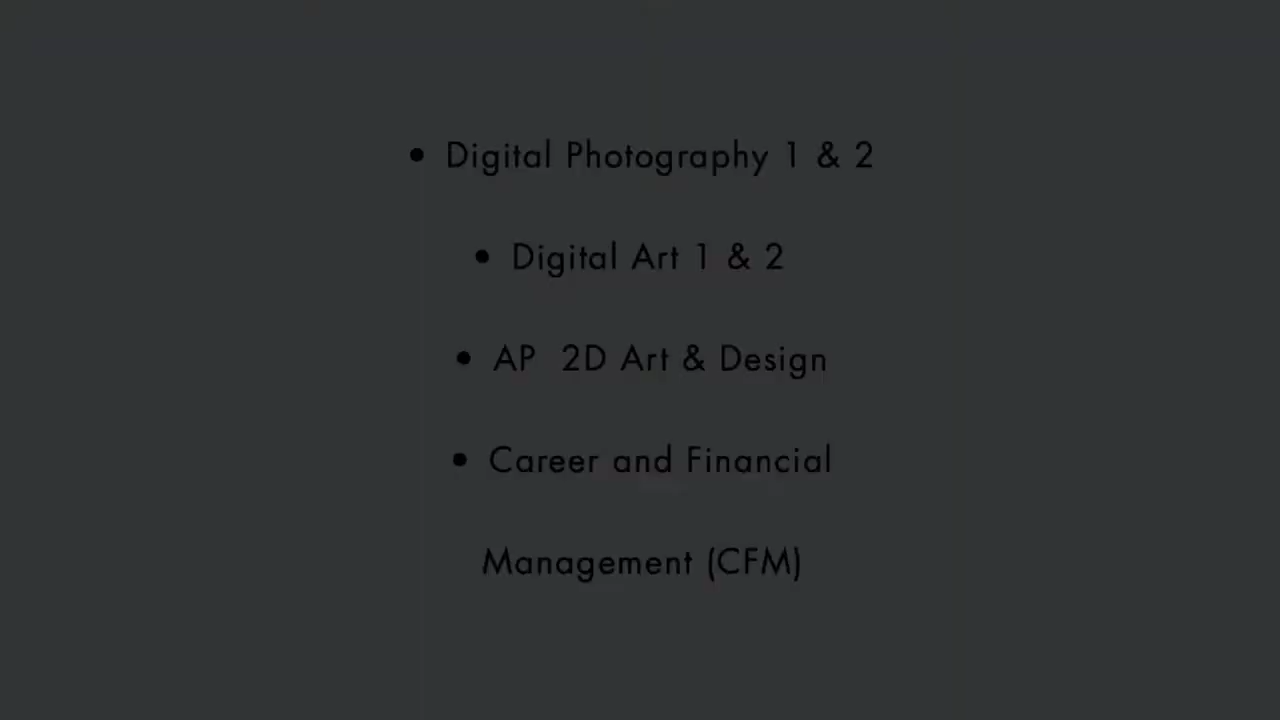 • Digital Photography 1 & 2
• Digital Art 1 & 2
• AP  2D Art & Design
• Career and Financial
Management (CFM)